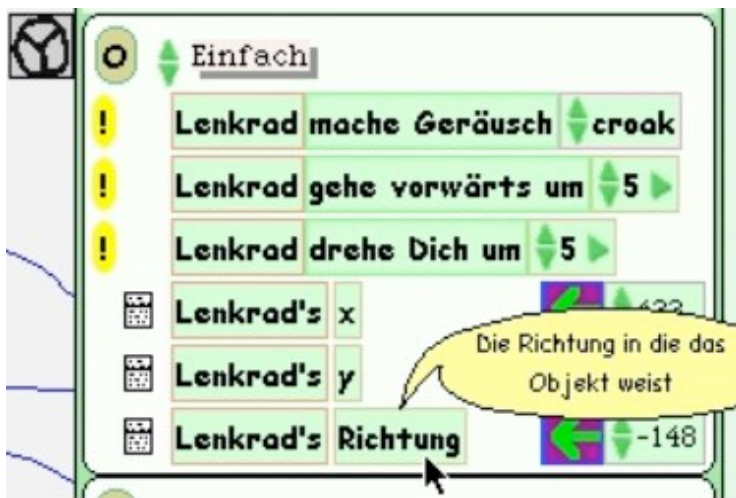 O Einfach
! Lenkrad mache Geräusch croak
! Lenkrad gehe vorwärts um 5
! Lenkrad drehe Dich um 5
Lenkrad's x
Die Richtung in die das
Objekt weist
Lenkrad's y
Lenkrad's Richtung -148